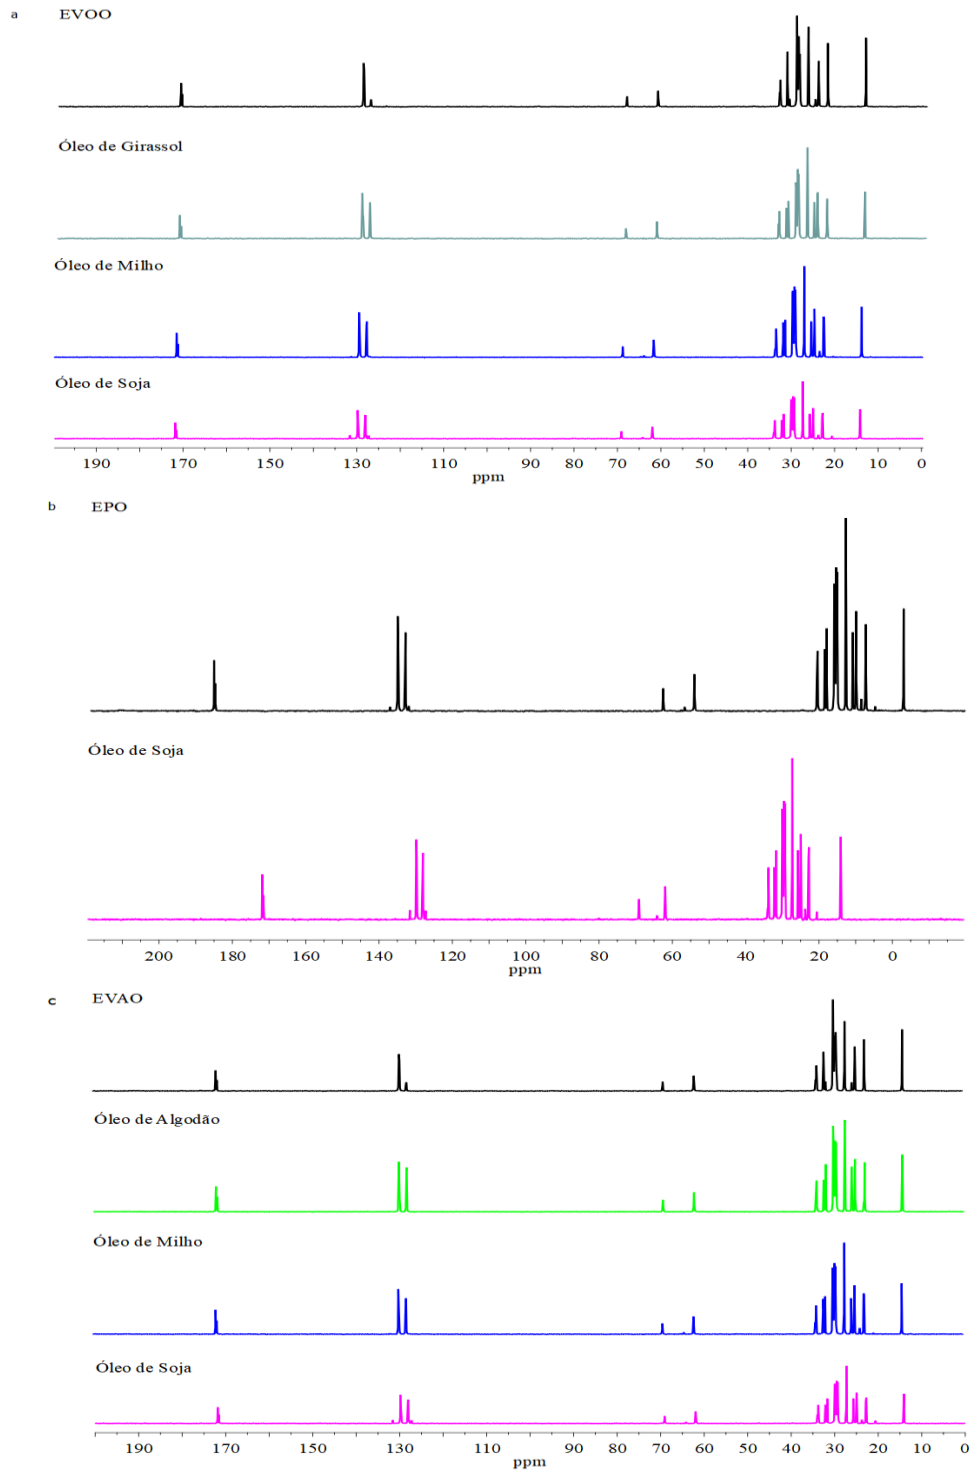 a EVOO
Óleo de Girassol
Óleo de Milho
Óleo de Soja
190 170 150 130 110 90 80 70 60 50 40 30 20 10 0
ppm
b EPO
Óleo de Soja
200 180 160 140 120 100 80 60 40 20 0
ppm
c EVAO
Óleo de Algodão
Óleo de Milho
Óleo de Soja
190 170 150 130 110 90 80 70 60 50 40 30 20 10 0
ppm